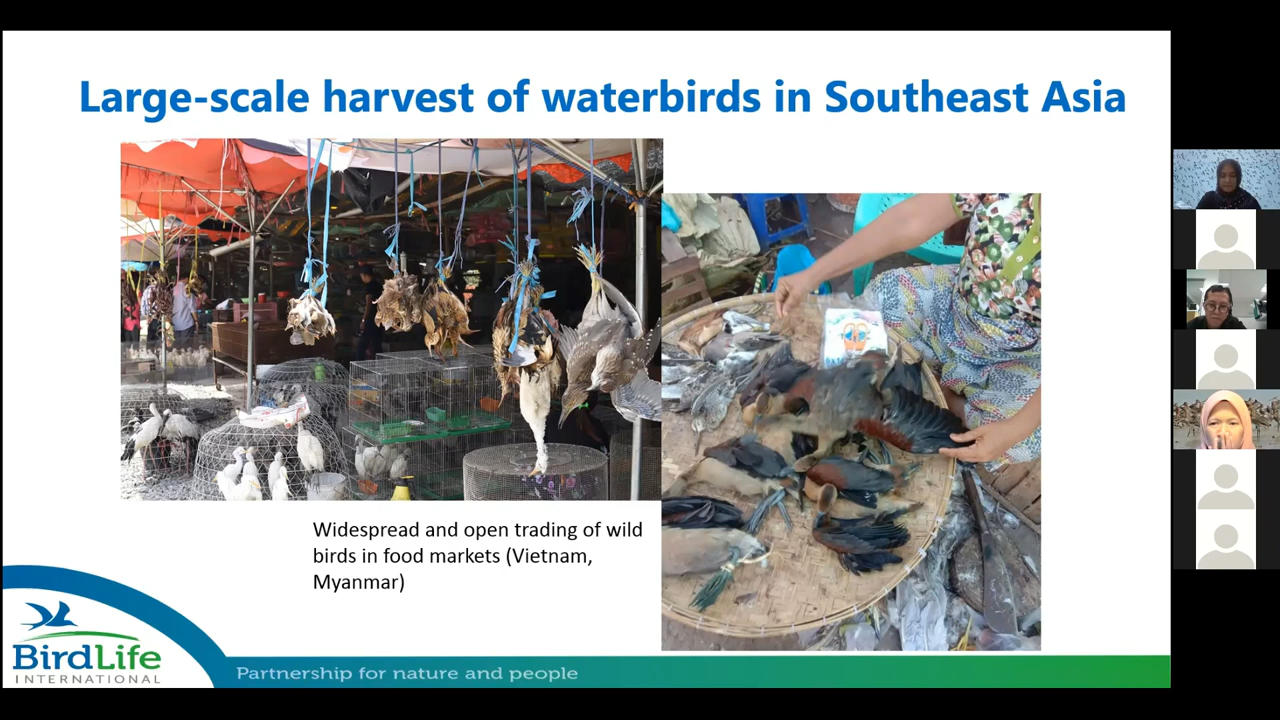 Large-scale harvest of waterbirds in Southeast Asia
Widespread and open trading of wild
birds in food markets (Vietnam,
Myanmar)
BirdLife
INTERNATIONAL
Partnership for nature and people